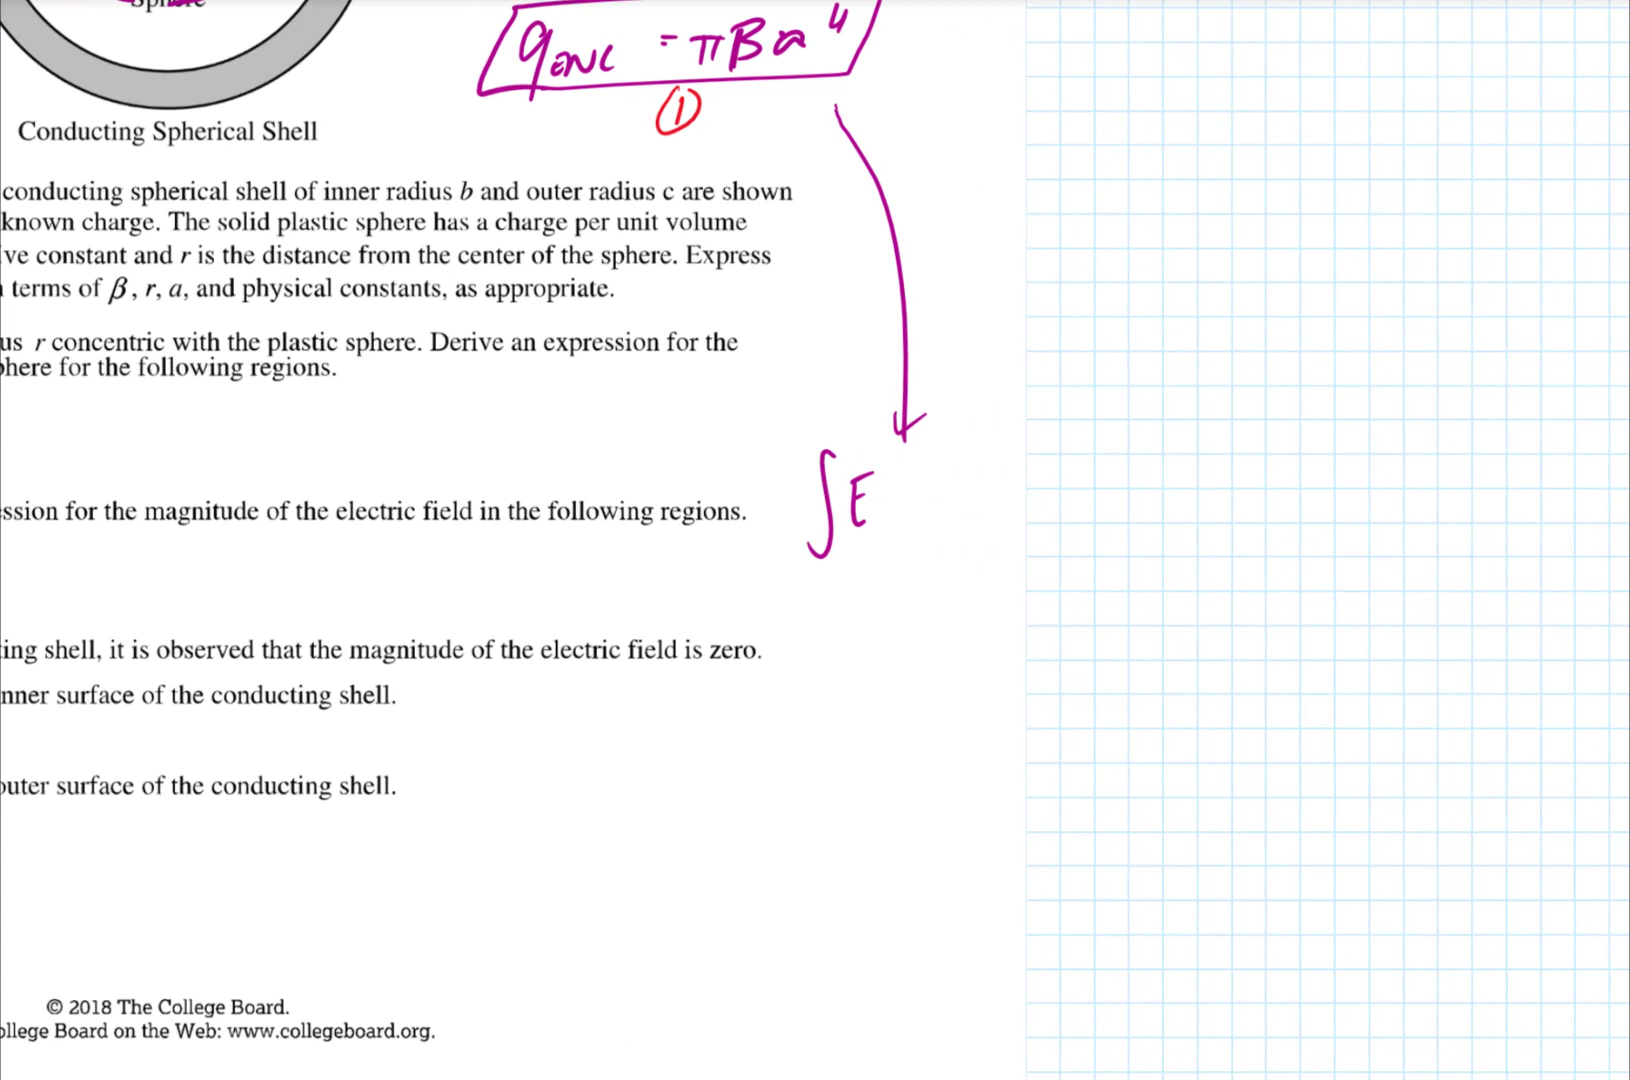 Sphere
qenc = πβa⁴
①
Conducting Spherical Shell
conducting spherical shell of inner radius b and outer radius c are shown
known charge. The solid plastic sphere has a charge per unit volume
ve constant and r is the distance from the center of the sphere. Express
terms of β, r, a, and physical constants, as appropriate.
us r concentric with the plastic sphere. Derive an expression for the
here for the following regions.
∫E
ssion for the magnitude of the electric field in the following regions.
ing shell, it is observed that the magnitude of the electric field is zero.
nner surface of the conducting shell.
outer surface of the conducting shell.
© 2018 The College Board.
ollege Board on the Web: www.collegeboard.org.